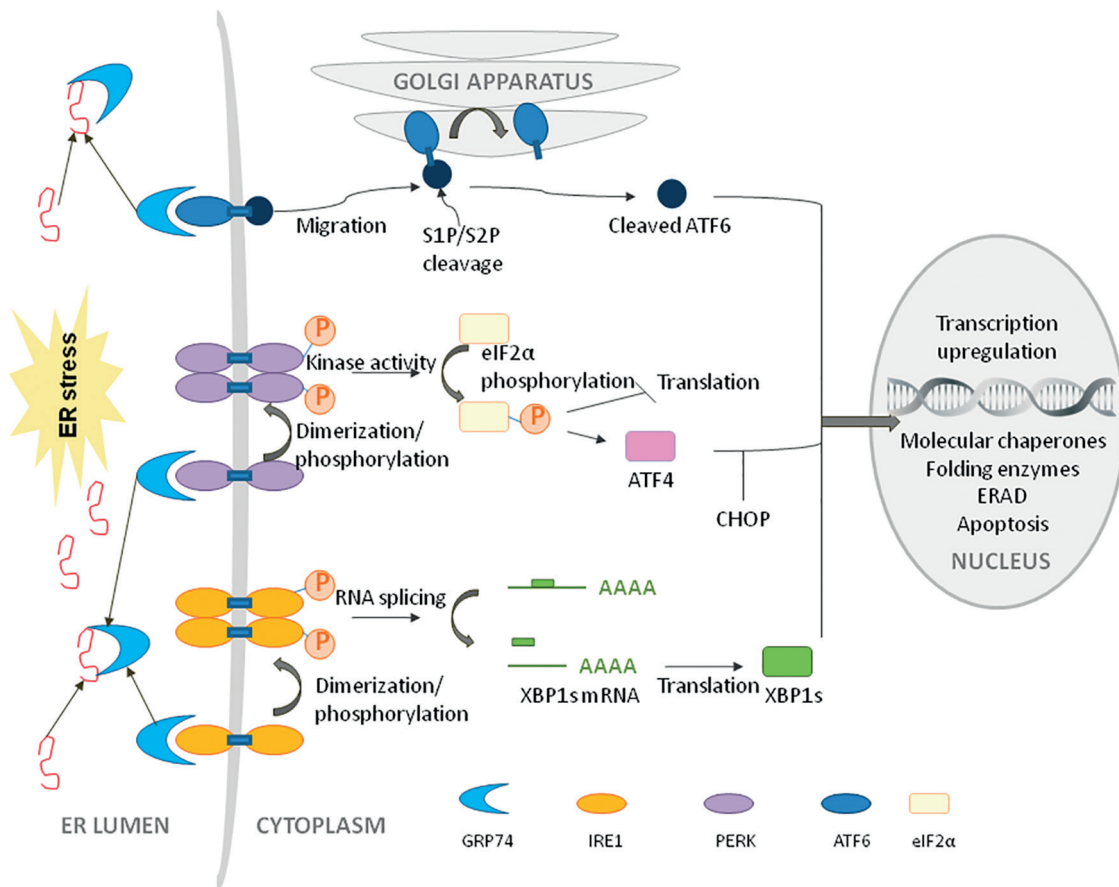 GOLGI APPARATUS
Migration
S1P/S2P
cleavage
Cleaved ATF6
ER stress
P
P
Kinase activity
eIF2α
phosphorylation
P
Translation
Dimerization/
phosphorylation
ATF4
CHOP
Transcription
upregulation
Molecular chaperones
Folding enzymes
ERAD
Apoptosis
NUCLEUS
P
P
RNA splicing
AAAA
AAAA
XBP1s mRNA
Translation
XBP1s
Dimerization/
phosphorylation
ER LUMEN
CYTOPLASM
GRP74
IRE1
PERK
ATF6
eIF2α